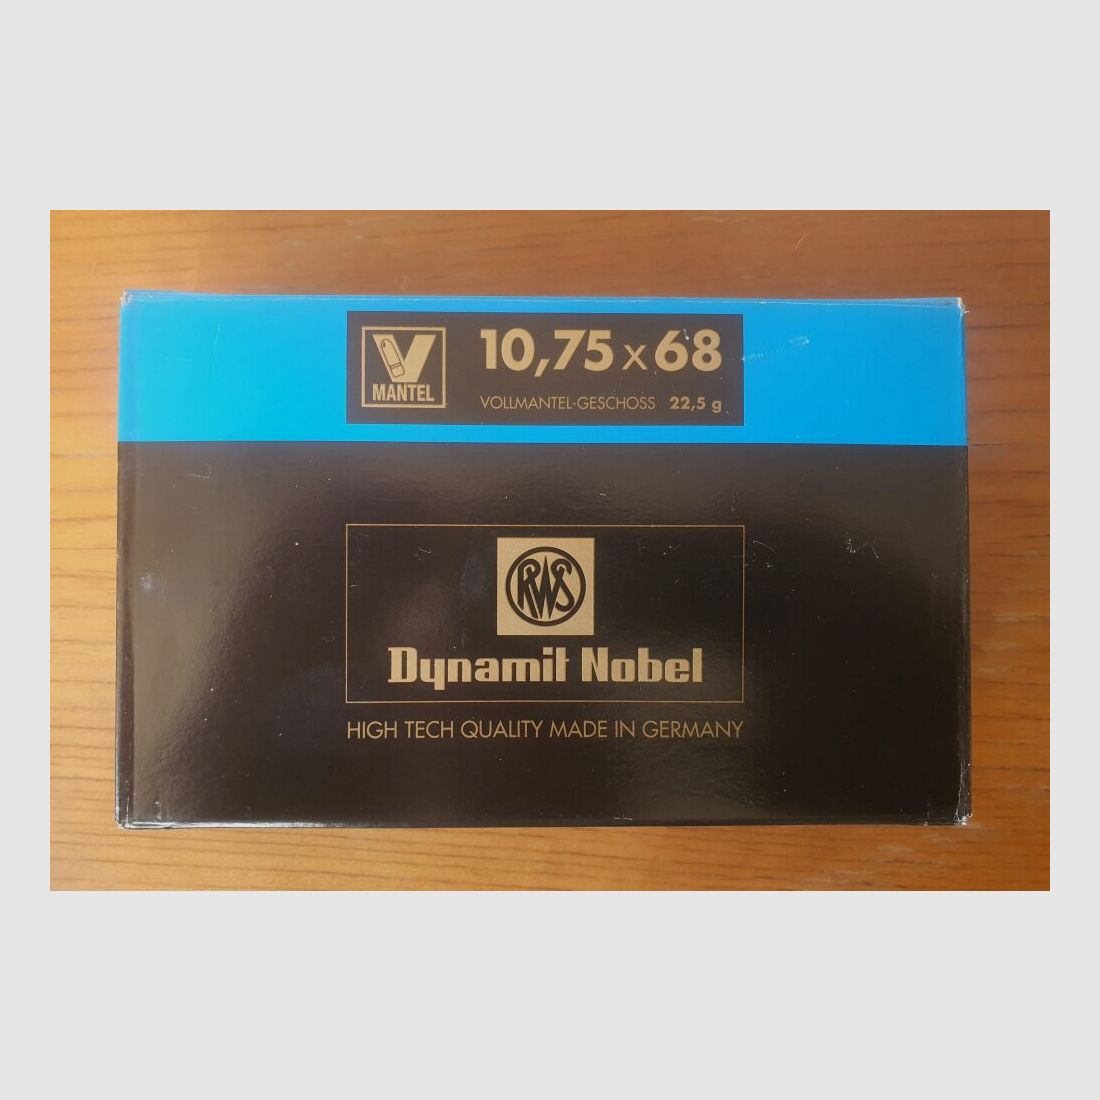 V
MANTEL
10,75 x 68
VOLLMANTEL-GESCHOSS 22,5 g
RWS
Dynamit Nobel
HIGH TECH QUALITY MADE IN GERMANY